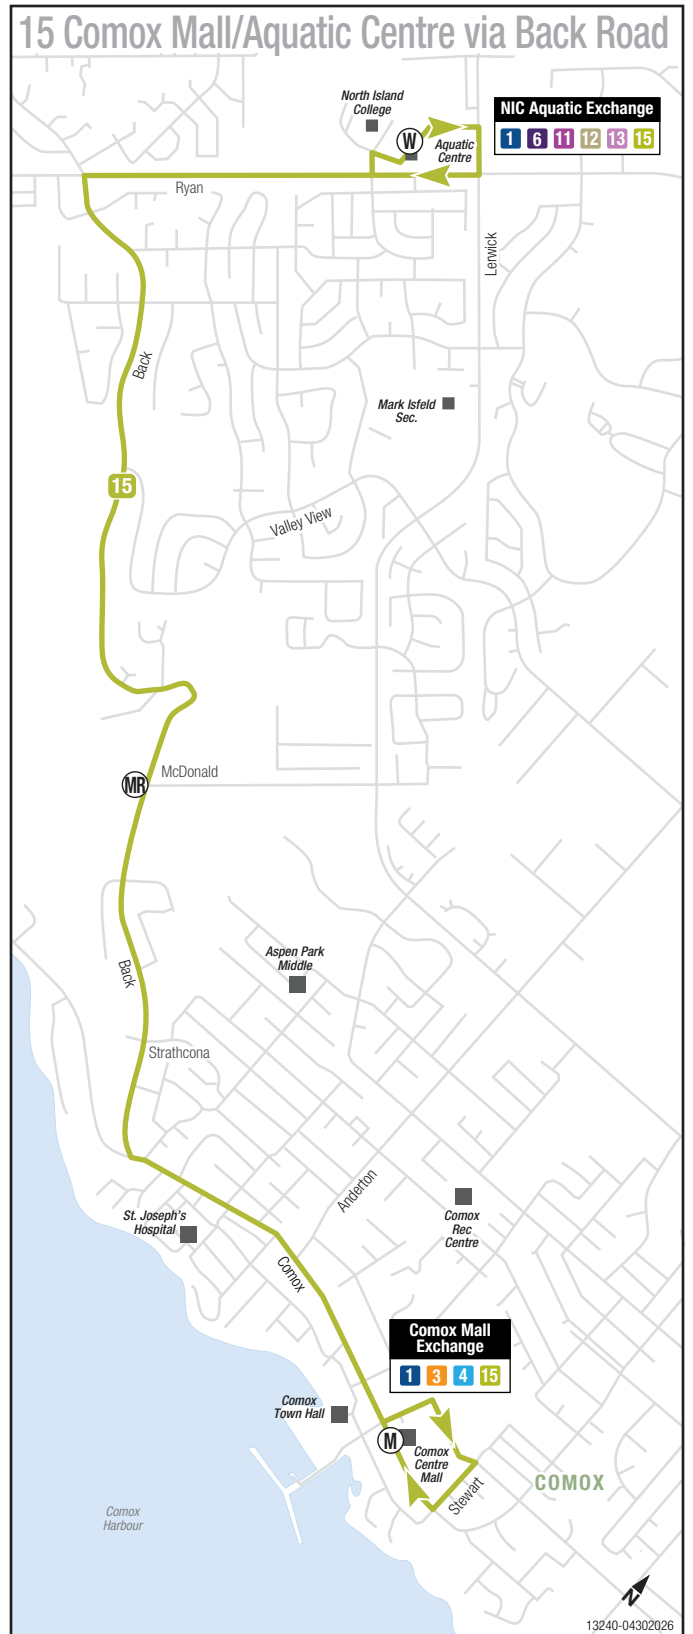 15 Comox Mall/Aquatic Centre via Back Road
North Island
College
NIC Aquatic Exchange
1 6 11 12 13 15
W
Aquatic
Centre
Ryan
Lerwick
Back
Mark Isfeld
Sec.
15
Valley View
McDonald
MR
Aspen Park
Middle
Back
Strathcona
Anderton
St. Joseph's
Hospital
Comox
Rec
Centre
Comox
Comox Mall
Exchange
1 3 4 15
Comox
Town Hall
M
Comox
Centre
Mall
Stewart
COMOX
Comox
Harbour
N
13240-04302026